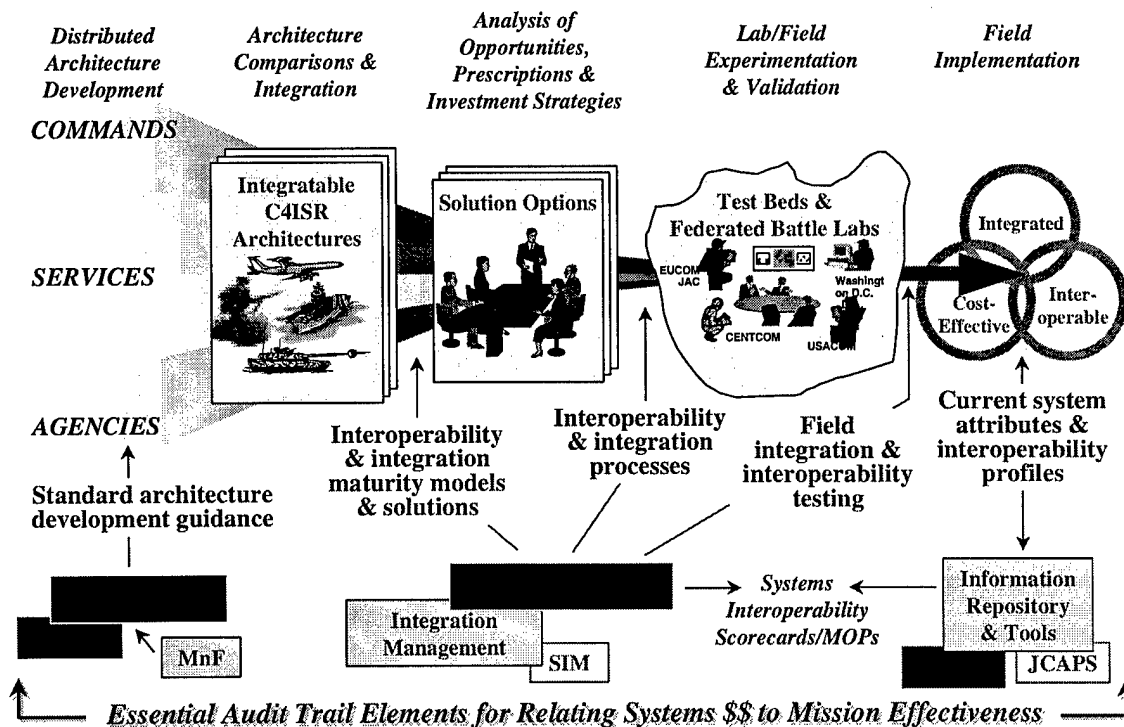 Distributed
Architecture
Development
Architecture
Comparisons &
Integration
Analysis of
Opportunities,
Prescriptions &
Investment Strategies
Lab/Field
Experimentation
& Validation
Field
Implementation
COMMANDS
SERVICES
AGENCIES
Integratable
C4ISR
Architectures
Solution Options
Test Beds &
Federated Battle Labs
EUCOM
JAC
Washingt
on D.C.
CENTCOM
USACOM
Integrated
Cost-
Effective
Inter-
operable
Standard architecture
development guidance
Interoperability
& integration
maturity models
& solutions
Interoperability
& integration
processes
Field
integration &
interoperability
testing
Current system
attributes &
interoperability
profiles
MnF
Integration
Management
SIM
Systems
Interoperability
Scorecards/MOPs
Information
Repository
& Tools
JCAPS
Essential Audit Trail Elements for Relating Systems $$ to Mission Effectiveness